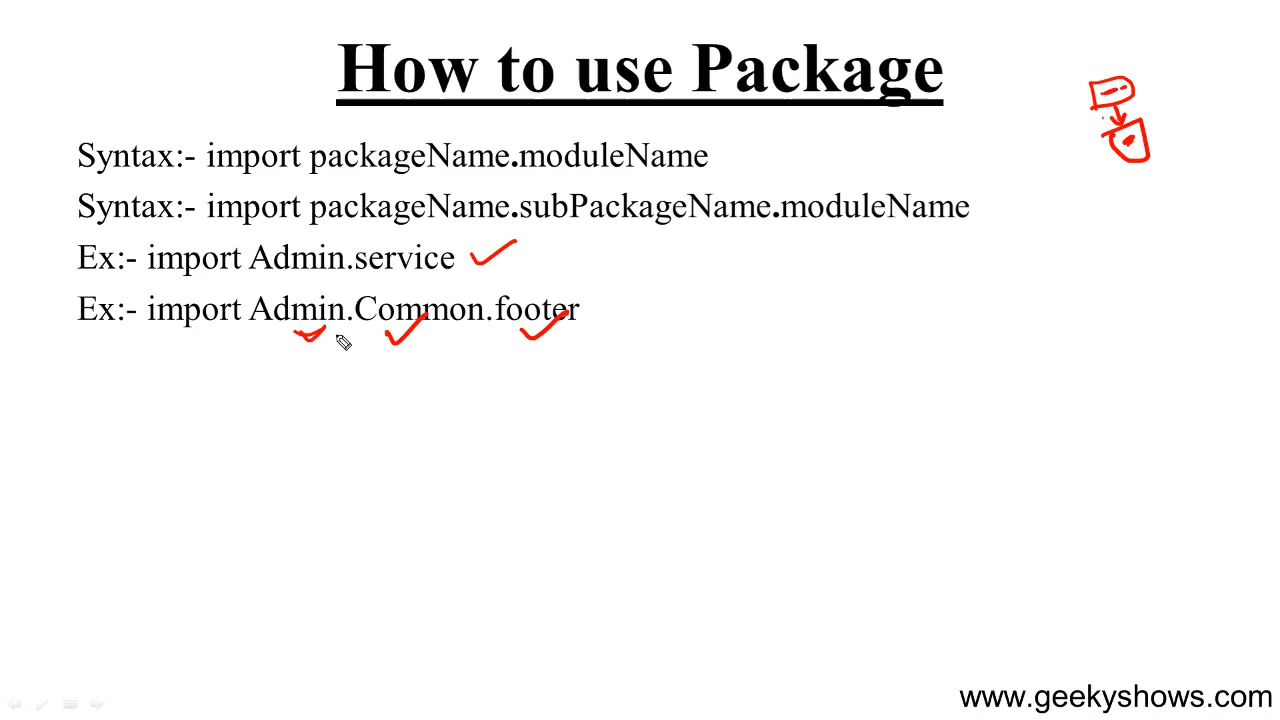 How to use Package
Syntax:- import packageName.moduleName
Syntax:- import packageName.subPackageName.moduleName
Ex:- import Admin.service
Ex:- import Admin.Common.footer
www.geekyshows.com